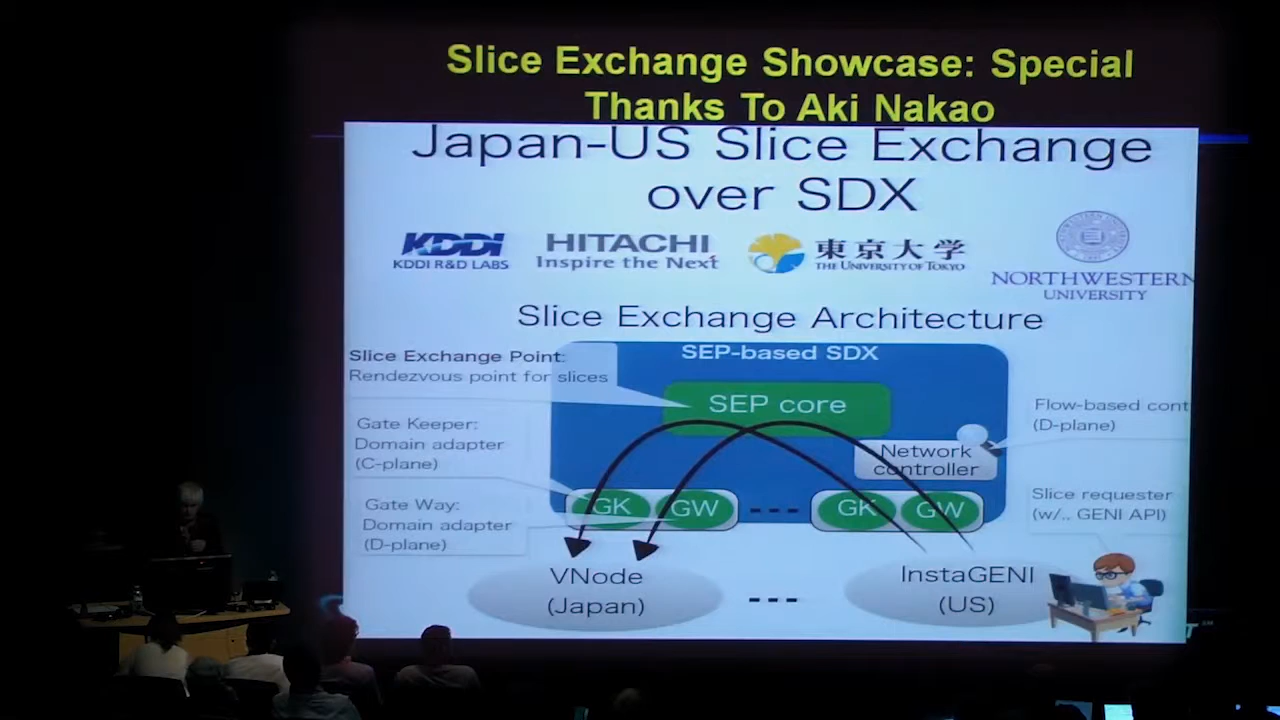 Slice Exchange Showcase: Special
Thanks To Aki Nakao
Japan-US Slice Exchange
over SDX
KDDI
KDDI R&D LABS
HITACHI
Inspire the Next
東京大学
THE UNIVERSITY OF TOKYO
NORTHWESTERN
UNIVERSITY
Slice Exchange Architecture
Slice Exchange Point:
Rendezvous point for slices
SEP-based SDX
SEP core
Gate Keeper:
Domain adapter
(C-plane)
Flow-based cont
(D-plane)
Network
controller
Gate Way:
Domain adapter
(D-plane)
GK
GW
GK
GW
Slice requester
(w/.. GENI API)
VNode
(Japan)
InstaGENI
(US)